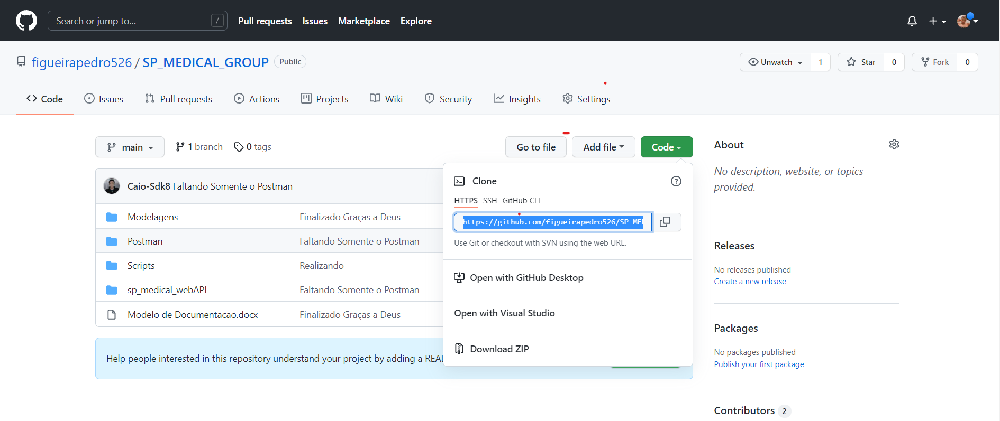 Search or jump to... /
Pull requests Issues Marketplace Explore
figueirapedro526 / SP_MEDICAL_GROUP Public
Unwatch 1 Star 0 Fork 0
Code Issues Pull requests Actions Projects Wiki Security Insights Settings
main 1 branch 0 tags Go to file Add file Code
Caio-Sdk8 Faltando Somente o Postman
Modelagens Finalizado Graças a Deus
Postman Faltando Somente o Postman
Scripts Realizando
sp_medical_webAPI Faltando Somente o Postman
Modelo de Documentacao.docx Finalizado Graças a Deus
Help people interested in this repository understand your project by adding a
Clone
HTTPS SSH GitHub CLI
https://github.com/figueirapedro526/SP_ME
Use Git or checkout with SVN using the web URL.
Open with GitHub Desktop
Open with Visual Studio
Download ZIP
About
No description, website, or topics
provided.
Releases
No releases published
Create a new release
Packages
No packages published
Publish your first package
Contributors 2